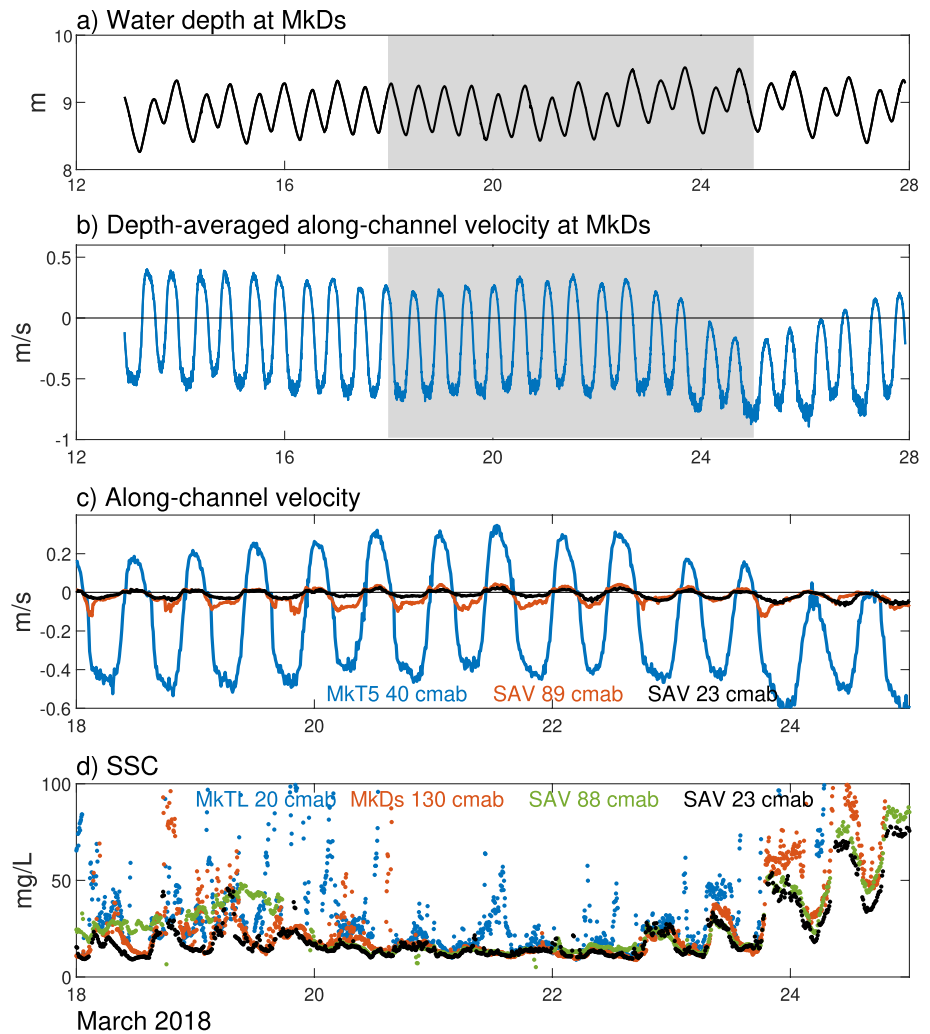 a) Water depth at MkDs
10
9
8
m
12 16 20 24 28
b) Depth-averaged along-channel velocity at MkDs
0.5
0
-0.5
-1
m/s
12 16 20 24 28
c) Along-channel velocity
0.2
0
-0.2
-0.4
-0.6
m/s
MkT5 40 cmab SAV 89 cmab SAV 23 cmab
18 20 22 24
d) SSC
100
50
0
mg/L
MkTL 20 cmab MkDs 130 cmab SAV 88 cmab SAV 23 cmab
18 20 22 24
March 2018